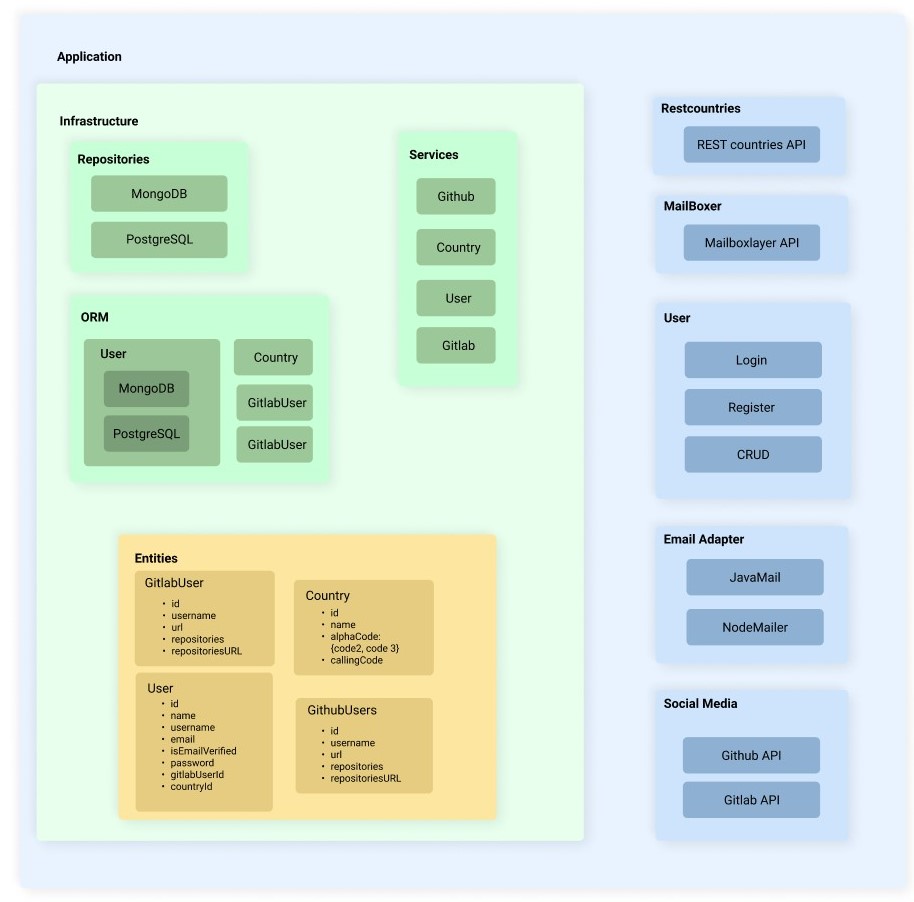 Application
Infrastructure
Repositories
MongoDB
PostgreSQL
Services
Github
Country
User
Gitlab
ORM
User
MongoDB
PostgreSQL
Country
GitlabUser
GitlabUser
Entities
GitlabUser
• id
• username
• url
• repositories
• repositoriesURL
Country
• id
• name
• alphaCode:
{code2, code 3}
• callingCode
User
• id
• name
• username
• email
• isEmailVerified
• password
• gitlabUserId
• countryId
GithubUsers
• id
• username
• url
• repositories
• repositoriesURL
Restcountries
REST countries API
MailBoxer
Mailboxlayer API
User
Login
Register
CRUD
Email Adapter
JavaMail
NodeMailer
Social Media
Github API
Gitlab API